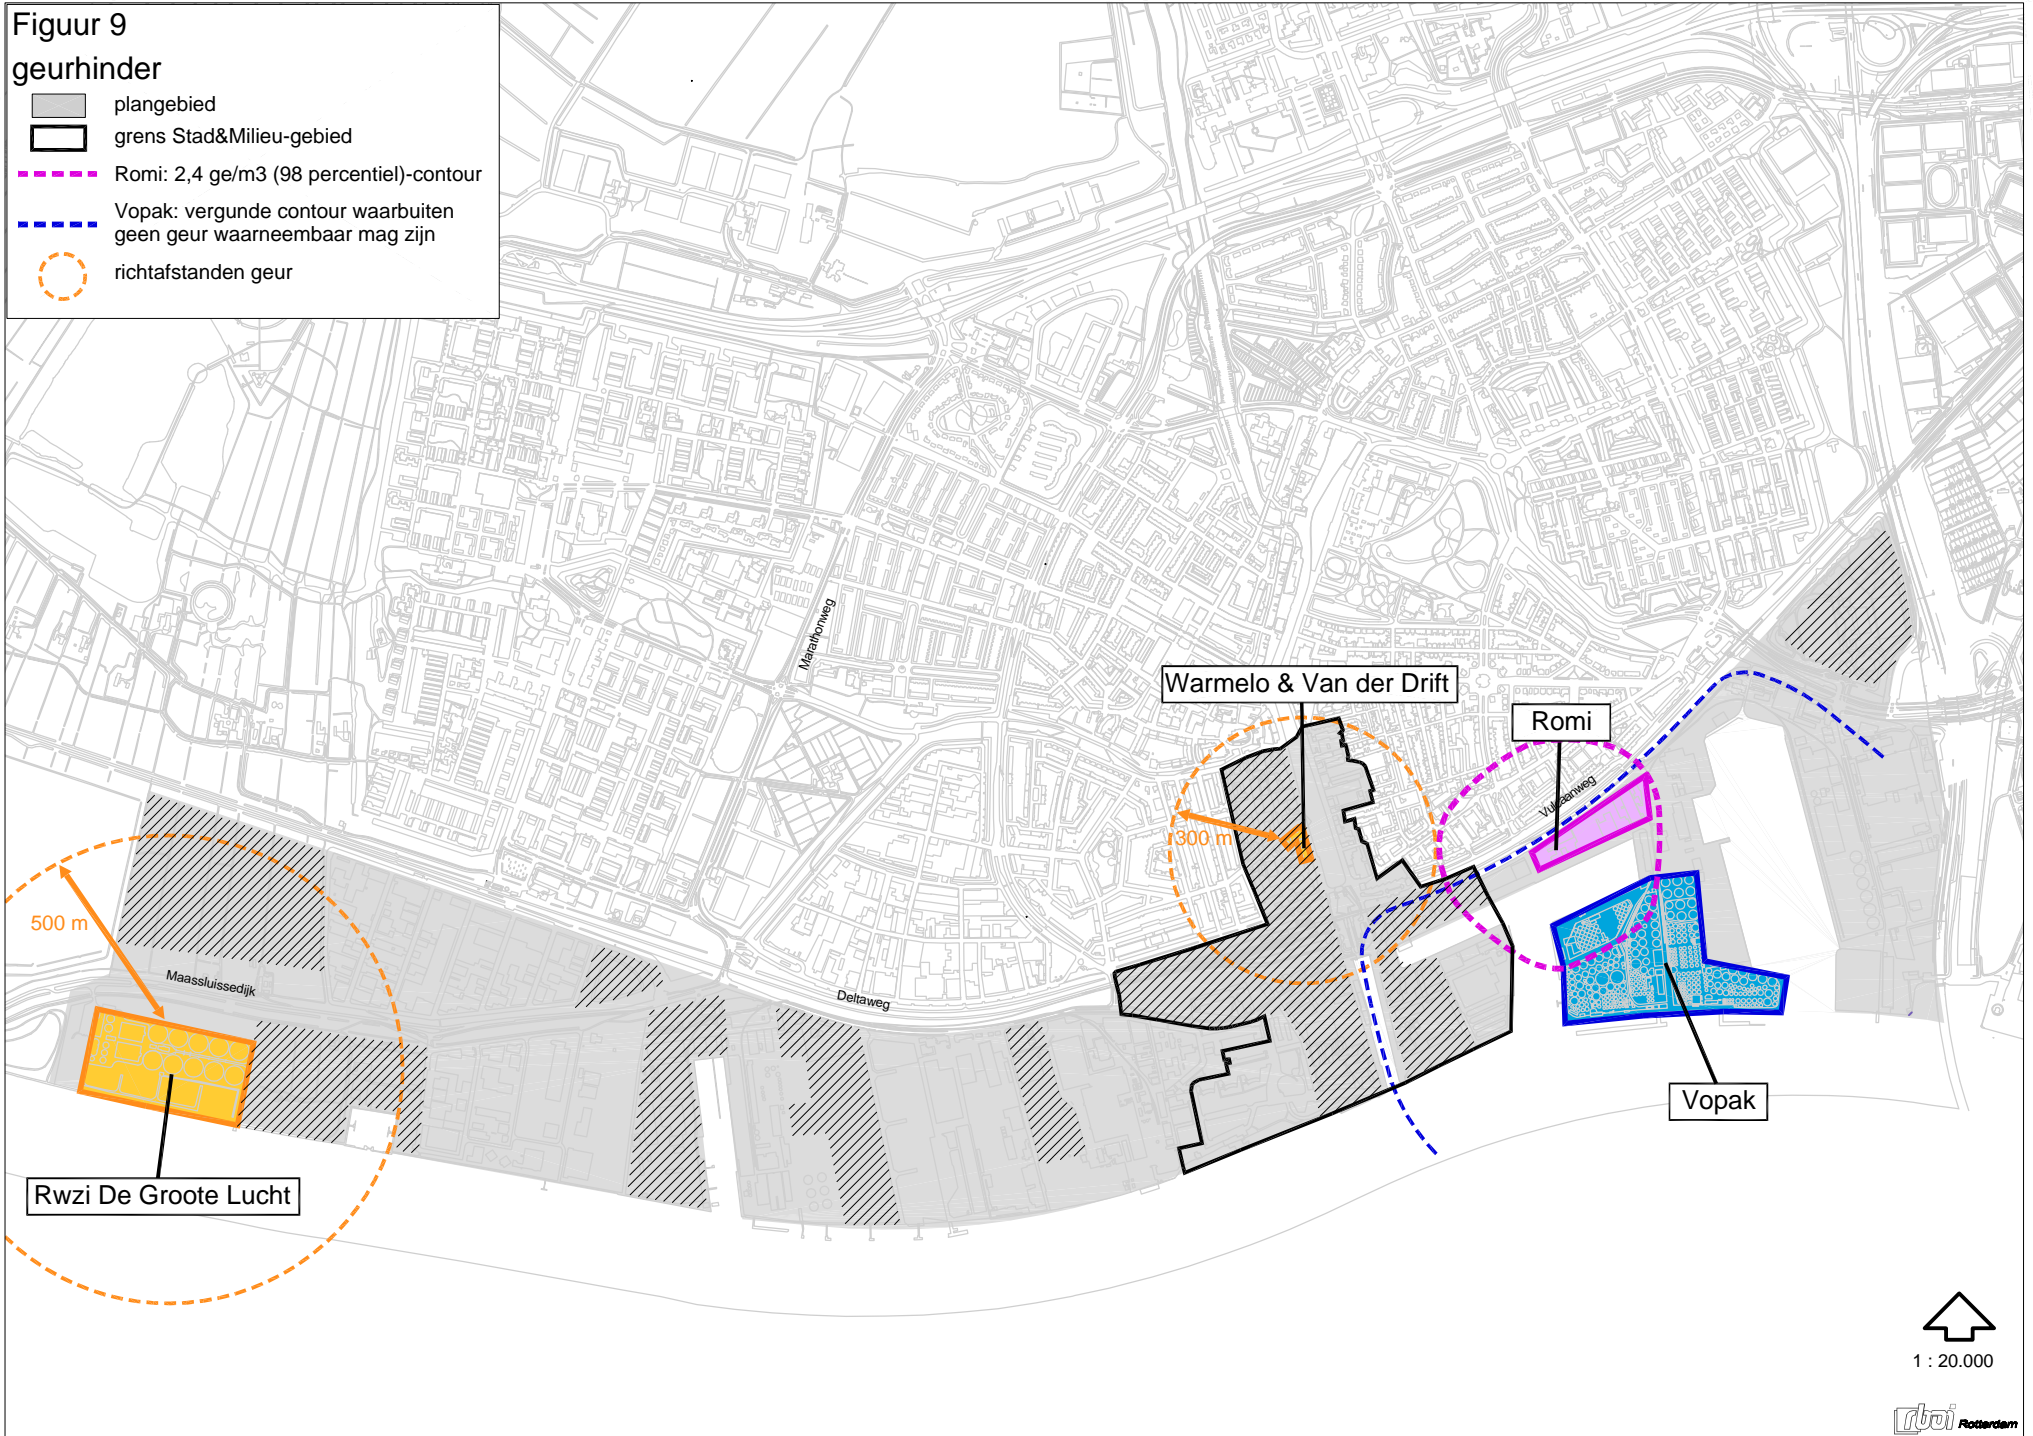 Figuur 9
geurhinder
plangebied
grens Stad&Milieu-gebied
Romi: 2,4 ge/m3 (98 percentiel)-contour
Vopak: vergunde contour waarbuiten
geen geur waarneembaar mag zijn
richtafstanden geur
Marathonweg
Warmelo & Van der Drift
Romi
Vulcaanweg
300 m
500 m
Maassluissedijk
Deltaweg
Vopak
Rwzi De Groote Lucht
1 : 20.000
rboi Rotterdam